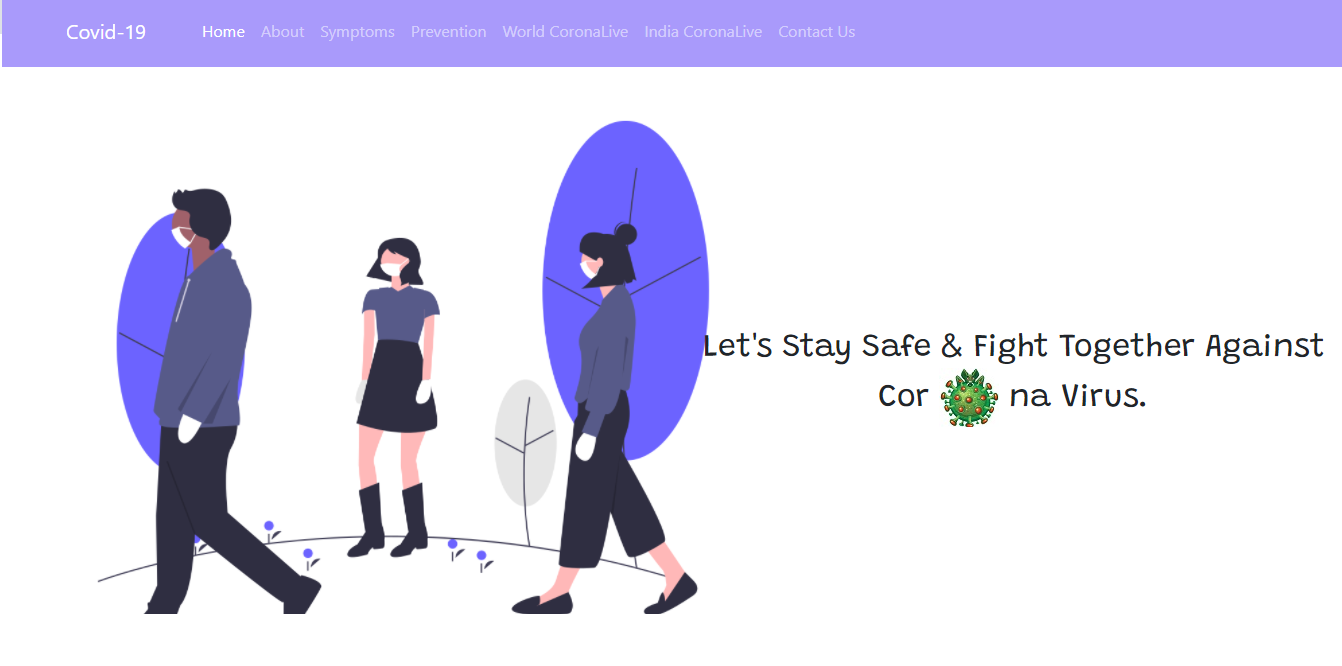 Covid-19 Home About Symptoms Prevention World CoronaLive India CoronaLive Contact Us
Let's Stay Safe & Fight Together Against
Cor na Virus.